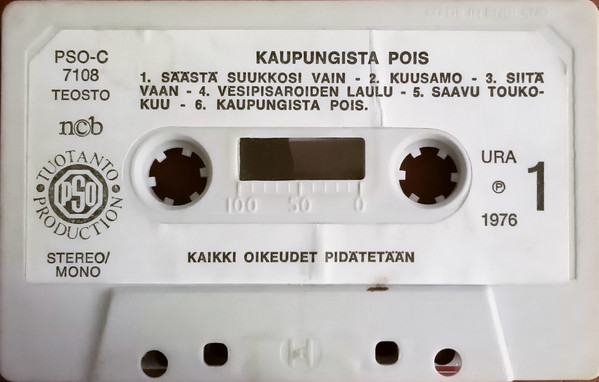 PSO-C
7108
TEOSTO
ncb
TUOTANTO
PSO
PRODUCTION
STEREO/
MONO
KAUPUNGISTA POIS
1. SÄÄSTÄ SUUKKOSI VAIN - 2. KUUSAMO - 3. SIITÄ
VAAN - 4. VESIPISAROIDEN LAULU - 5. SAAVU TOUKO-
KUU - 6. KAUPUNGISTA POIS.
100 50 0
URA
1
℗
1976
KAIKKI OIKEUDET PIDÄTETÄÄN